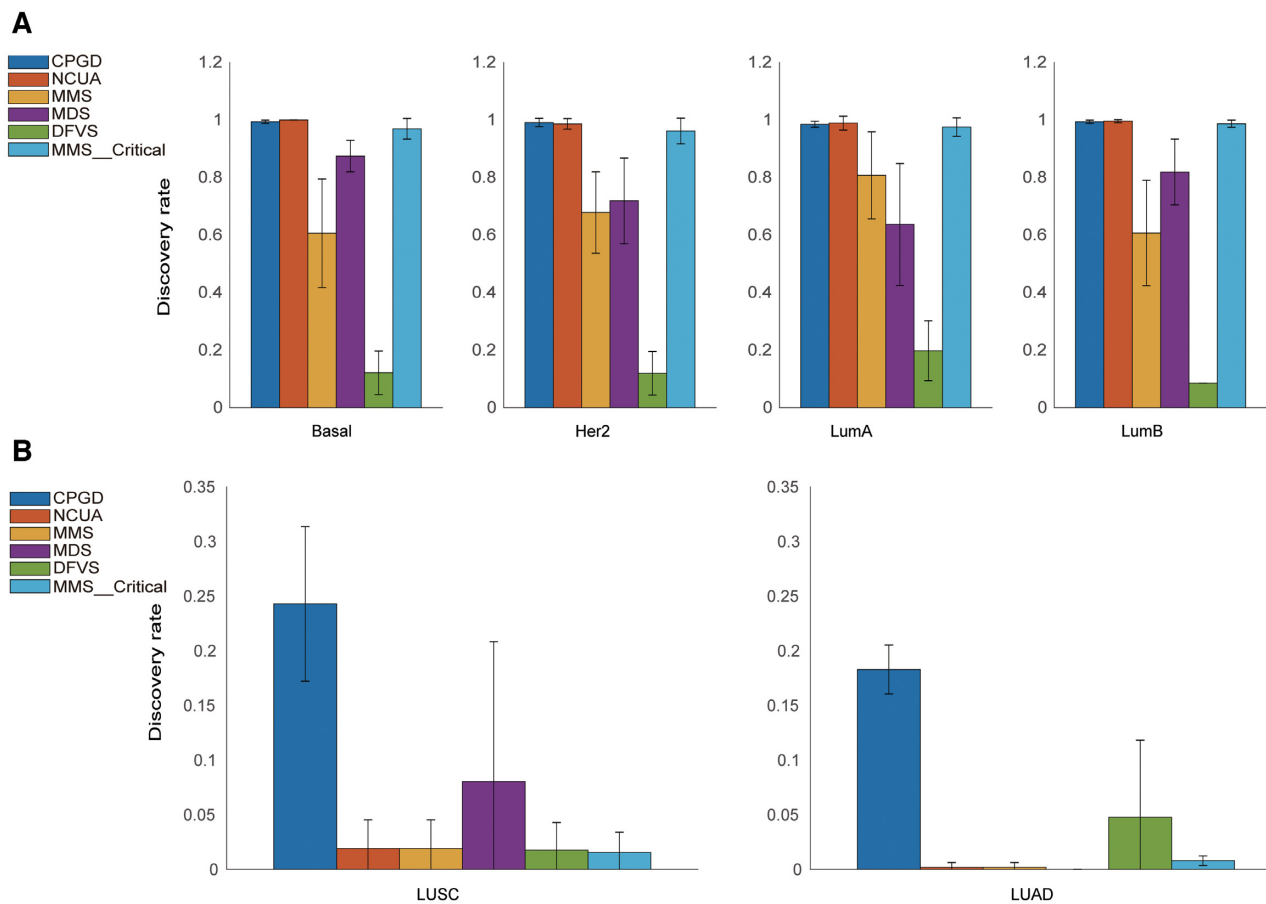 A
CPGD
NCUA
MMS
MDS
DFVS
MMS__Critical
Discovery rate
1.2
1
0.8
0.6
0.4
0.2
0
Basal
1.2
1
0.8
0.6
0.4
0.2
0
Her2
1.2
1
0.8
0.6
0.4
0.2
0
LumA
1.2
1
0.8
0.6
0.4
0.2
0
LumB
B
CPGD
NCUA
MMS
MDS
DFVS
MMS__Critical
Discovery rate
0.35
0.3
0.25
0.2
0.15
0.1
0.05
0
LUSC
0.35
0.3
0.25
0.2
0.15
0.1
0.05
0
LUAD